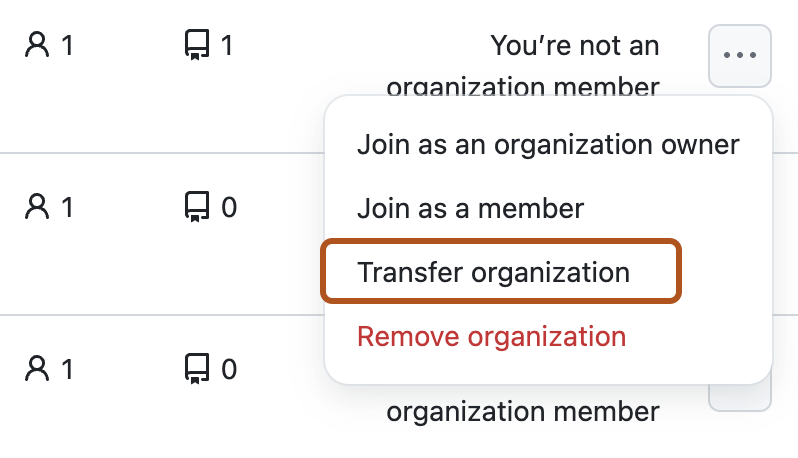 1 1 You’re not an
organization member
Join as an organization owner
Join as a member
1 0
Transfer organization
Remove organization
1 0
organization member